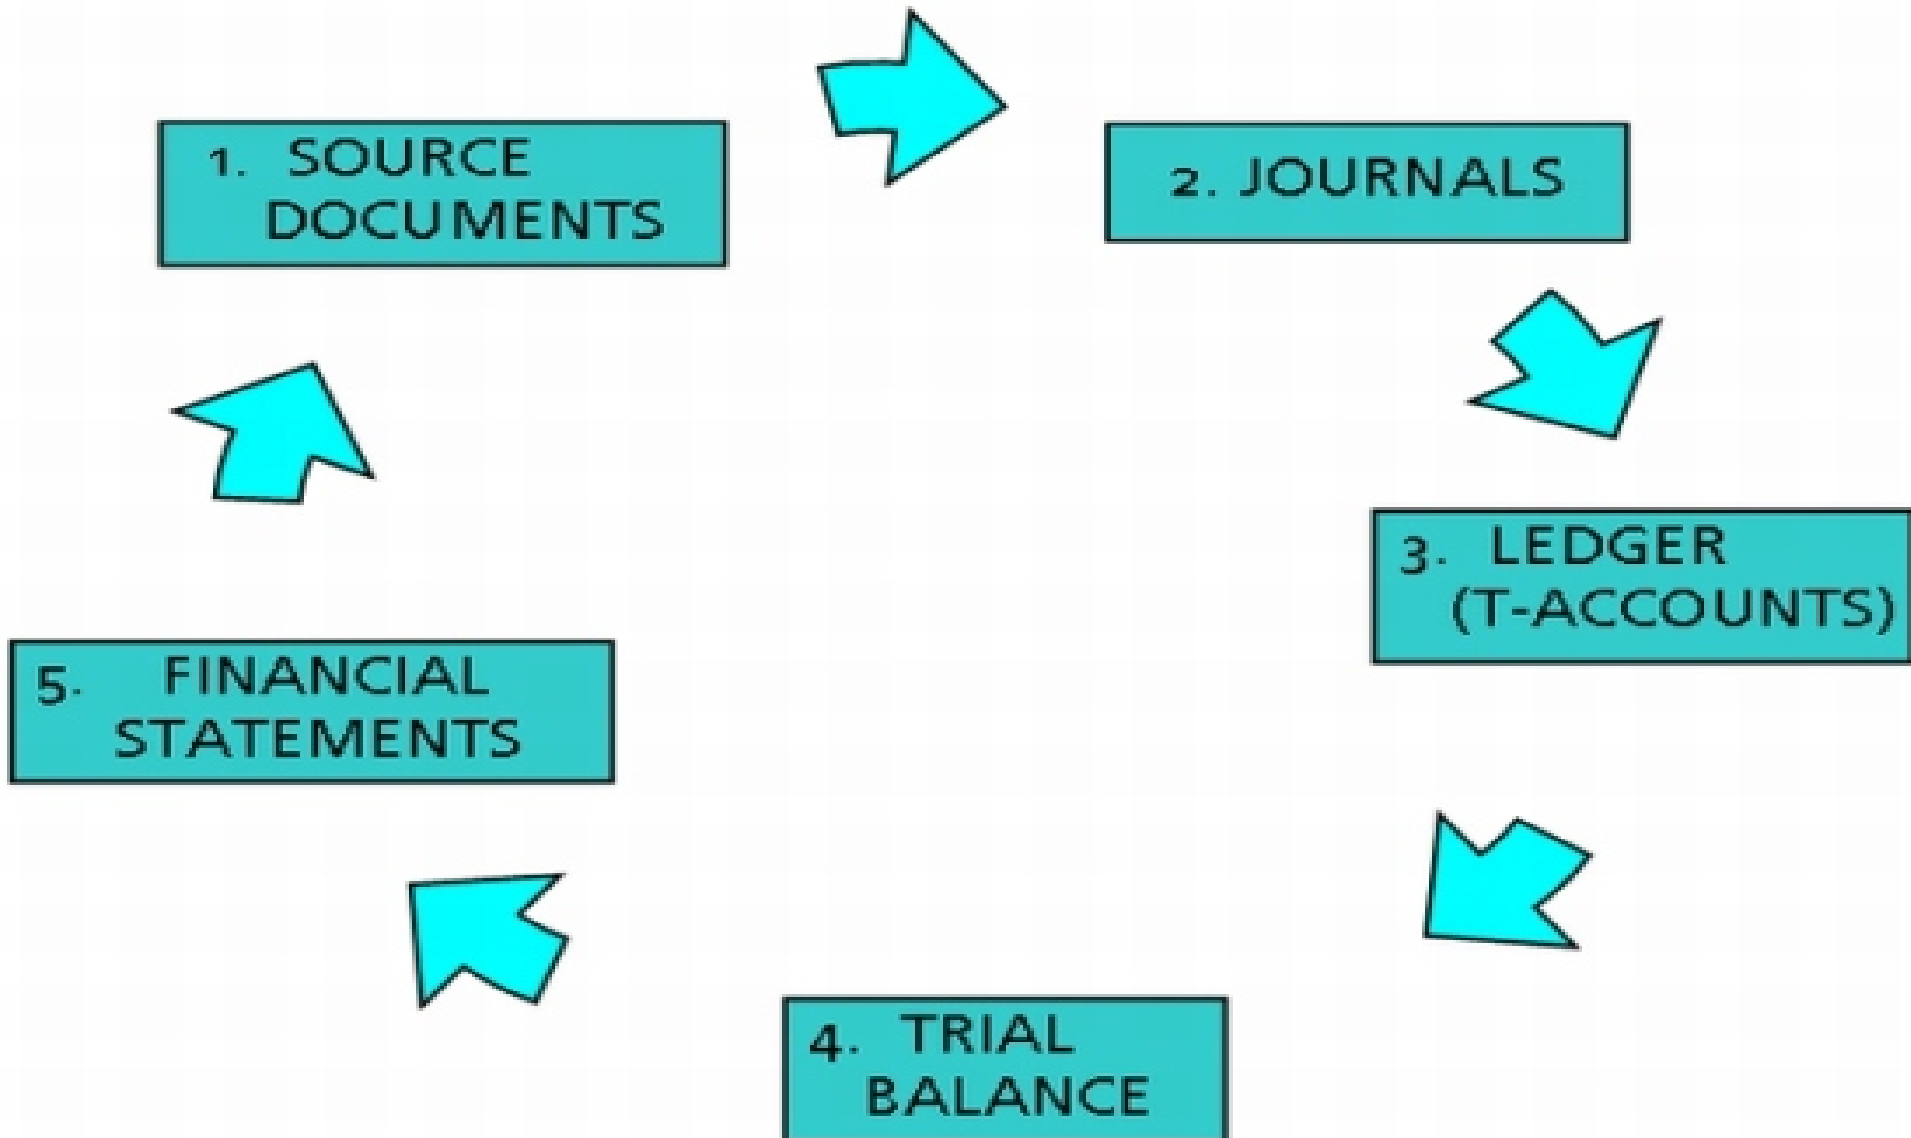 1. SOURCE
DOCUMENTS
2. JOURNALS
3. LEDGER
(T-ACCOUNTS)
4. TRIAL
BALANCE
5. FINANCIAL
STATEMENTS